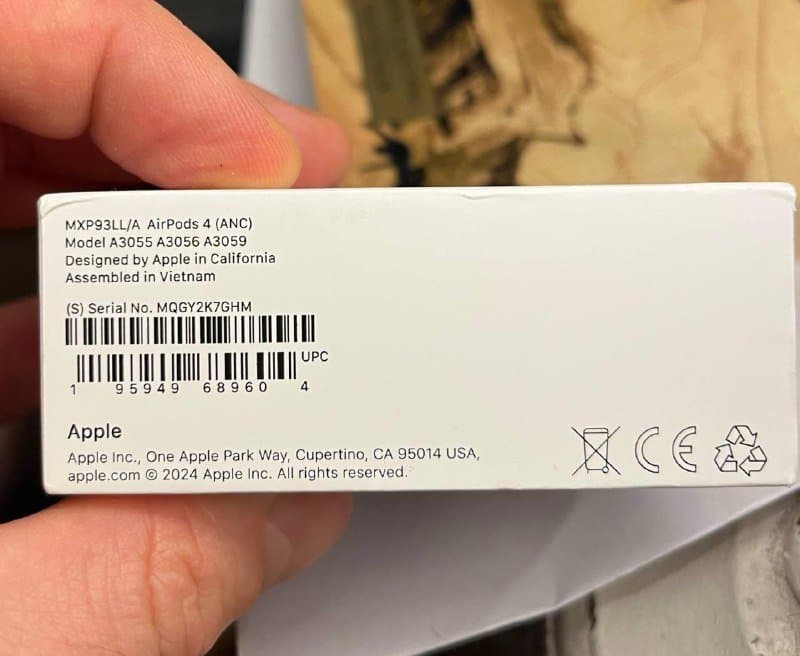 MXP93LL/A AirPods 4 (ANC)
Model A3055 A3056 A3059
Designed by Apple in California
Assembled in Vietnam
(S) Serial No. MQGY2K7GHM
UPC
1 95949 68960 4
Apple
Apple Inc., One Apple Park Way, Cupertino, CA 95014 USA,
apple.com © 2024 Apple Inc. All rights reserved.
CE